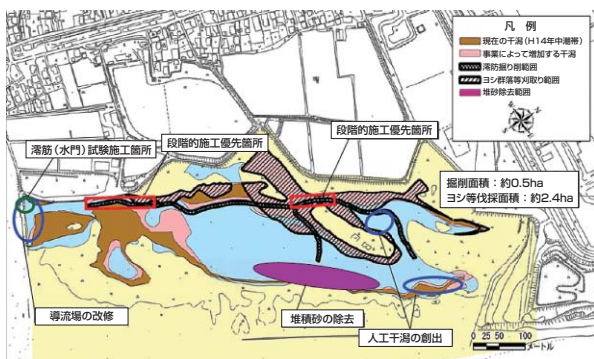 凡 例
現在の干潟(H14年中潮帯)
事業によって増加する干潟
澪防掘り削範囲
ヨシ群落等刈取り範囲
堆砂除去範囲
段階的施工優先箇所
澪筋(水門)試験施工箇所
段階的施工優先箇所
掘削面積:約0.5ha
ヨシ等伐採面積:約2.4ha
導流場の改修
堆積砂の除去
人工干潟の創出
0 25 50 100
メートル